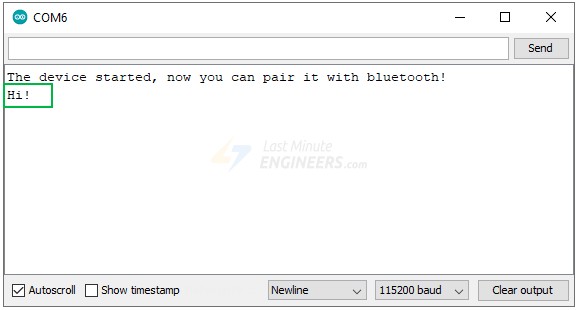 COM6
Send
The device started, now you can pair it with bluetooth!
Hi!
Last Minute
ENGINEERS.com
Autoscroll Show timestamp Newline 115200 baud Clear output